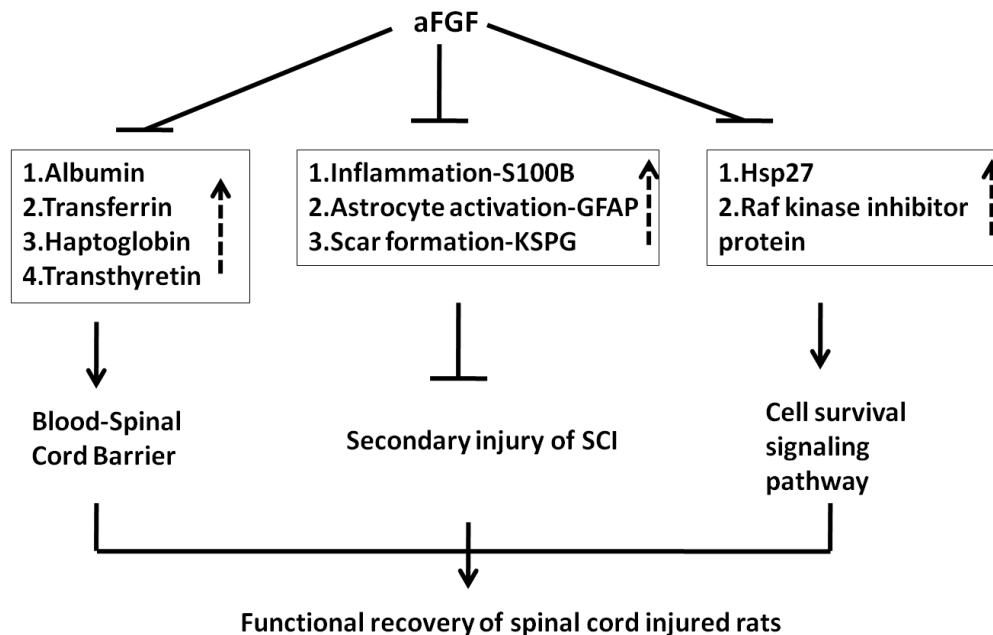 aFGF
1.Albumin
2.Transferrin
3.Haptoglobin
4.Transthyretin
1.Inflammation-S100B
2.Astrocyte activation-GFAP
3.Scar formation-KSPG
1.Hsp27
2.Raf kinase inhibitor
protein
Blood-Spinal
Cord Barrier
Secondary injury of SCI
Cell survival
signaling
pathway
Functional recovery of spinal cord injured rats